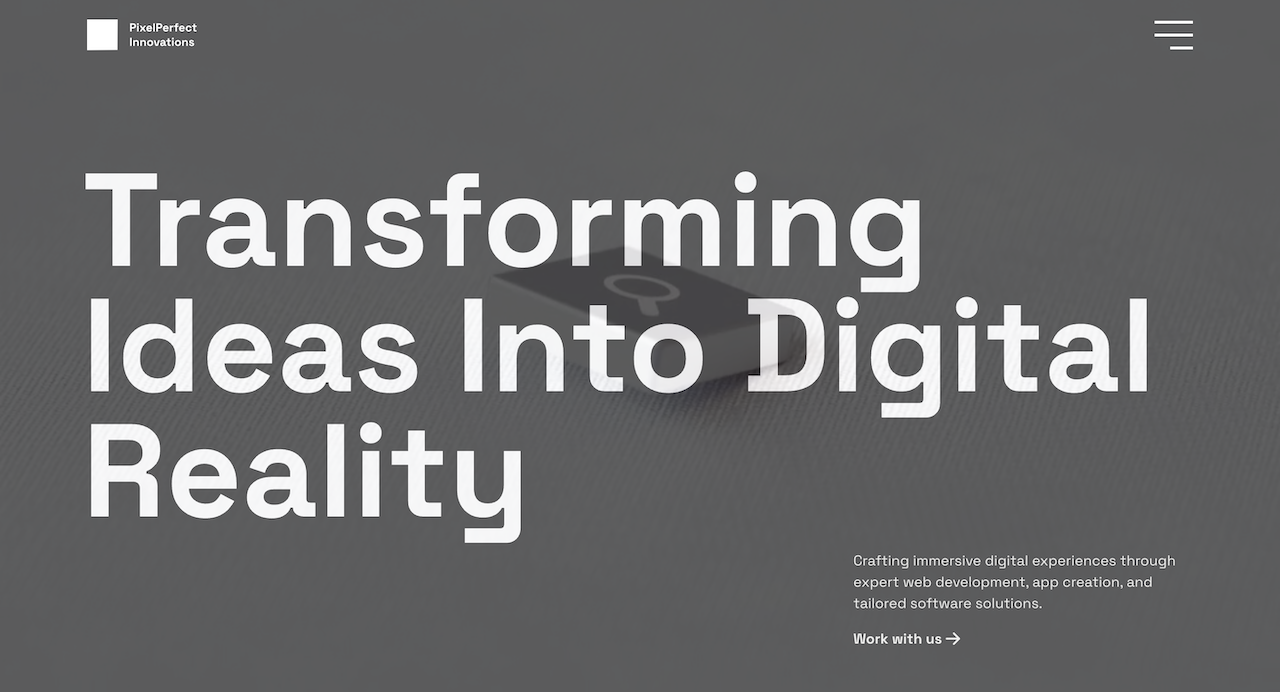 PixelPerfect
Innovations
Transforming
Ideas Into Digital
Reality
Crafting immersive digital experiences through
expert web development, app creation, and
tailored software solutions.
Work with us →